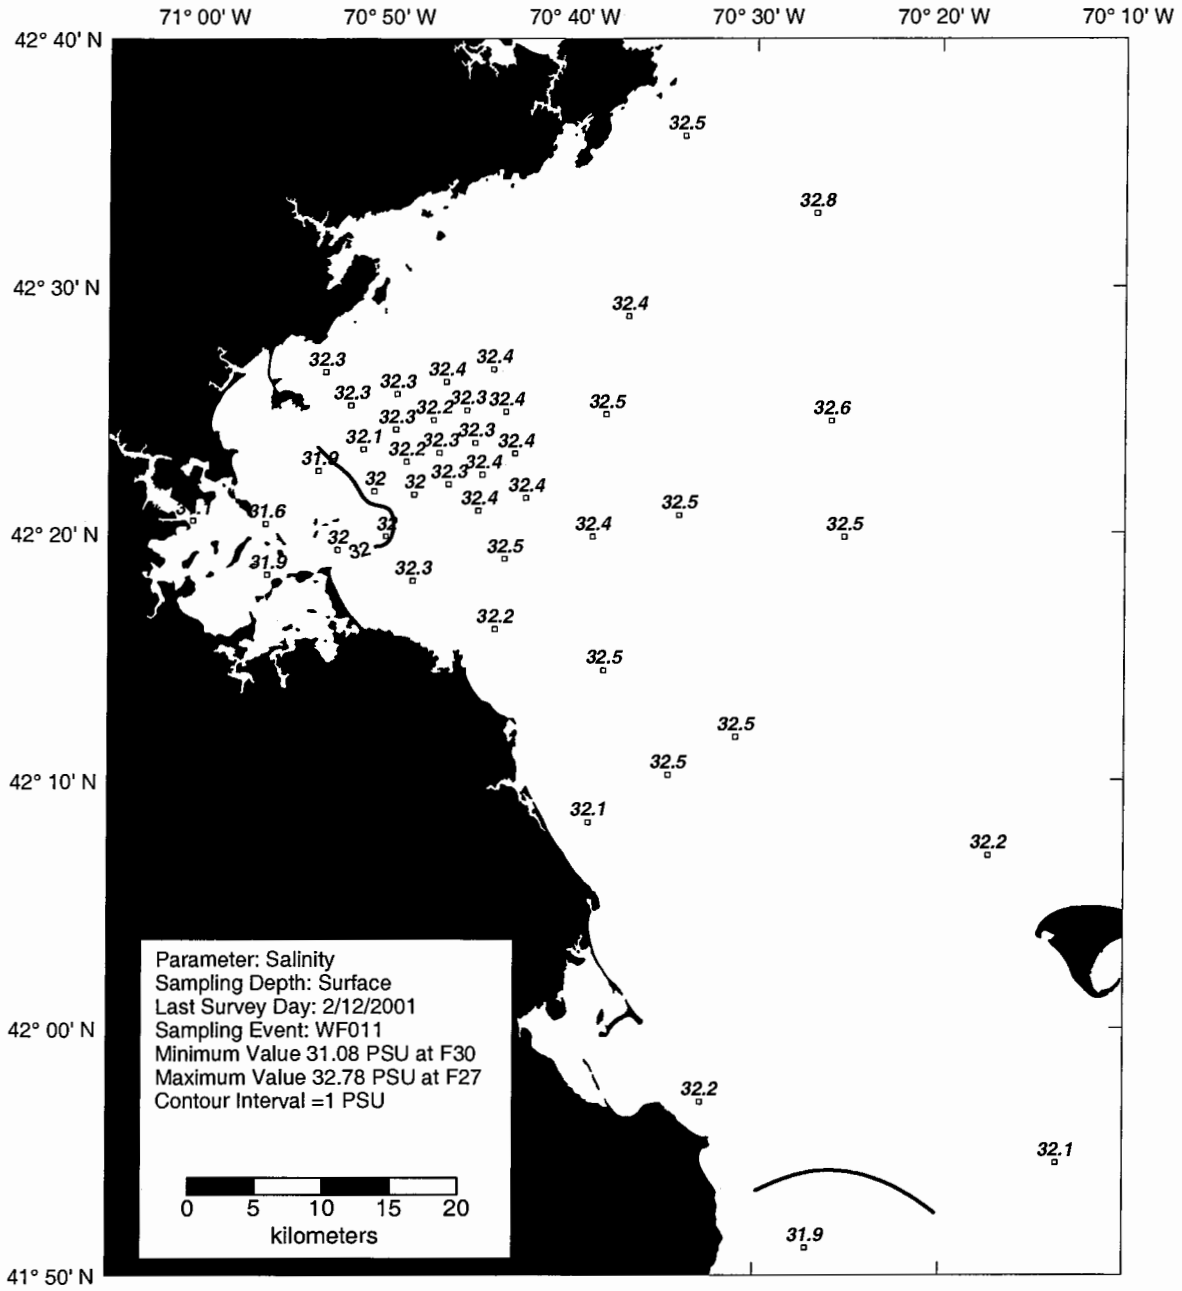 71° 00' W 70° 50' W 70° 40' W 70° 30' W 70° 20' W 70° 10' W
42° 40' N
32.5
32.8
42° 30' N
32.4
32.3 32.4
32.4
32.3
32.3 32.3 32.4 32.5 32.6
32.2
32.3
32.1 32.3 32.3 32.4
32.2
31.9 32.4
32 32 32.3 32.4
32.4 32.5
31.6 32 32.4 32.5
42° 20' N
32 32 32.5
31.9 32.3
32.2
32.5
32.5
32.5
42° 10' N
32.1
32.2
Parameter: Salinity
Sampling Depth: Surface
Last Survey Day: 2/12/2001
Sampling Event: WF011
Minimum Value 31.08 PSU at F30
Maximum Value 32.78 PSU at F27
Contour Interval =1 PSU
0 5 10 15 20
kilometers
42° 00' N
32.2
32.1
31.9
41° 50' N